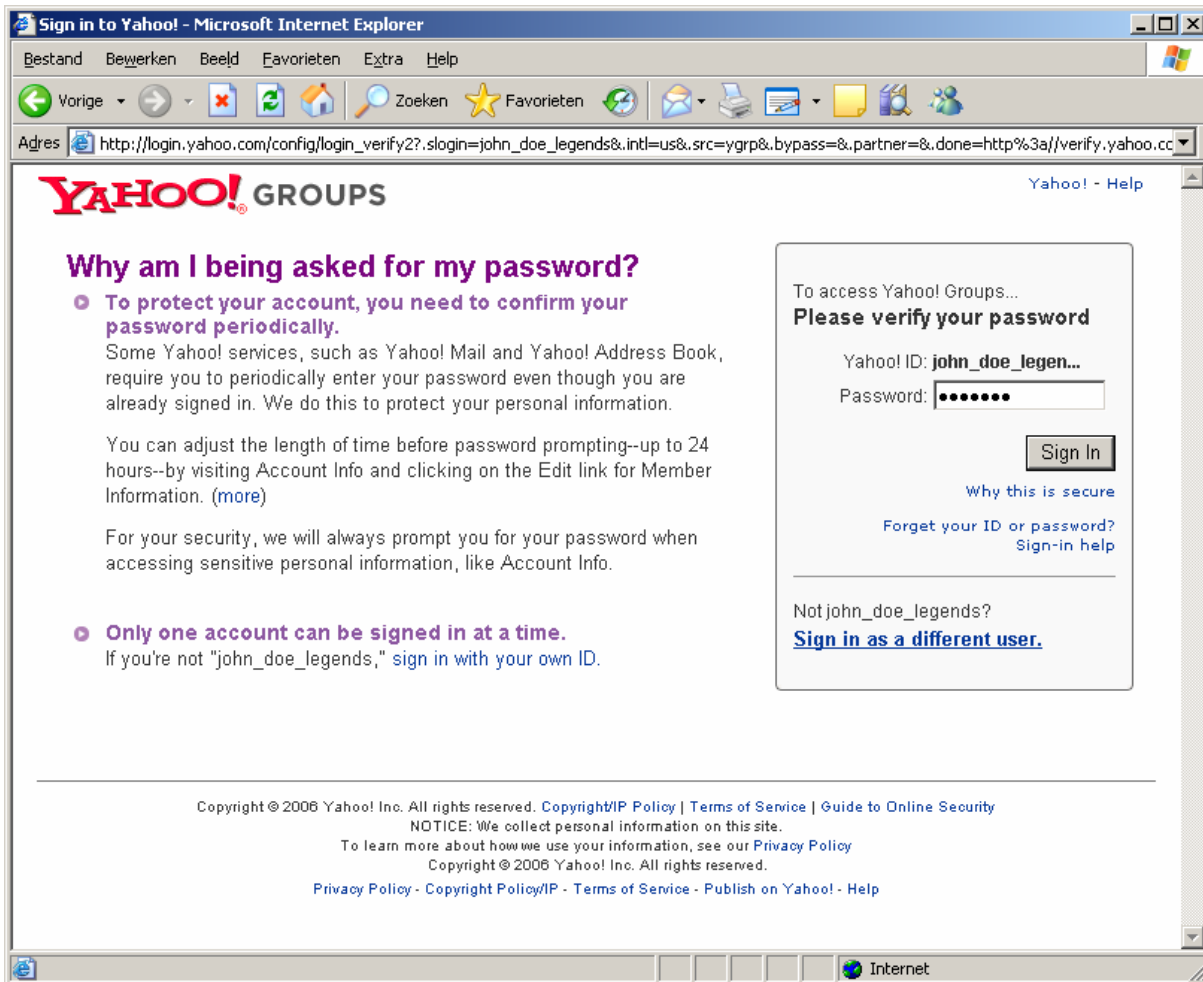 Sign in to Yahoo! - Microsoft Internet Explorer
Bestand Bewerken Beeld Favorieten Extra Help
Vorige Zoeken Favorieten
Adres http://login.yahoo.com/config/login_verify2?.slogin=john_doe_legends&.intl=us&.src=ygrp&.bypass=&.partner=&.done=http%3a//verify.yahoo.cc
YAHOO!® GROUPS
Yahoo! - Help
Why am I being asked for my password?
To protect your account, you need to confirm your
password periodically.
Some Yahoo! services, such as Yahoo! Mail and Yahoo! Address Book,
require you to periodically enter your password even though you are
already signed in. We do this to protect your personal information.
You can adjust the length of time before password prompting--up to 24
hours--by visiting Account Info and clicking on the Edit link for Member
Information. (more)
For your security, we will always prompt you for your password when
accessing sensitive personal information, like Account Info.
Only one account can be signed in at a time.
If you're not "john_doe_legends," sign in with your own ID.
To access Yahoo! Groups...
Please verify your password
Yahoo! ID: john_doe_legen...
Password: •••••••
Sign In
Why this is secure
Forget your ID or password?
Sign-in help
Not john_doe_legends?
Sign in as a different user.
Copyright © 2006 Yahoo! Inc. All rights reserved. Copyright/IP Policy | Terms of Service | Guide to Online Security
NOTICE: We collect personal information on this site.
To learn more about how we use your information, see our Privacy Policy
Copyright © 2006 Yahoo! Inc. All rights reserved.
Privacy Policy - Copyright Policy/IP - Terms of Service - Publish on Yahoo! - Help
Internet